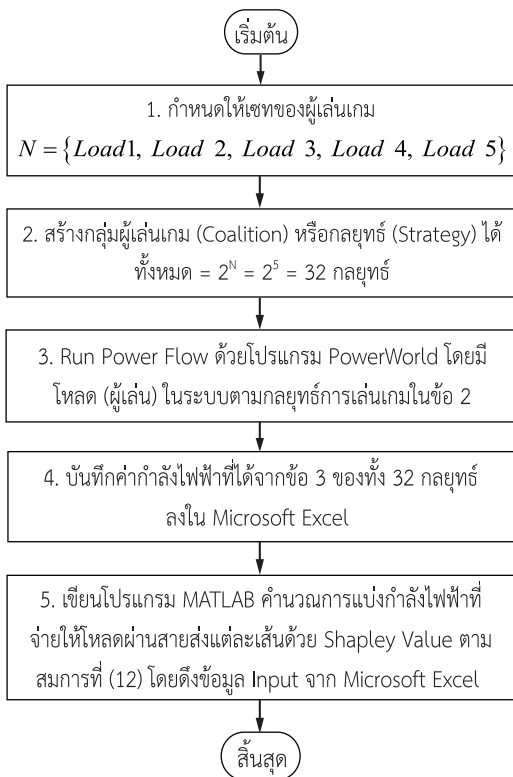 เริ่มต้น
1. กำหนดให้เซทของผู้เล่นเกม
N = {Load1, Load 2, Load 3, Load 4, Load 5}
2. สร้างกลุ่มผู้เล่นเกม (Coalition) หรือกลยุทธ์ (Strategy) ได้
ทั้งหมด = 2^N = 2^5 = 32 กลยุทธ์
3. Run Power Flow ด้วยโปรแกรม PowerWorld โดยมี
โหลด (ผู้เล่น) ในระบบตามกลยุทธ์การเล่นเกมในข้อ 2
4. บันทึกค่ากำลังไฟฟ้าที่ได้จากข้อ 3 ของทั้ง 32 กลยุทธ์
ลงใน Microsoft Excel
5. เขียนโปรแกรม MATLAB คำนวณการแบ่งกำลังไฟฟ้าที่
จ่ายให้โหลดผ่านสายส่งแต่ละเส้นด้วย Shapley Value ตาม
สมการที่ (12) โดยดึงข้อมูล Input จาก Microsoft Excel
สิ้นสุด